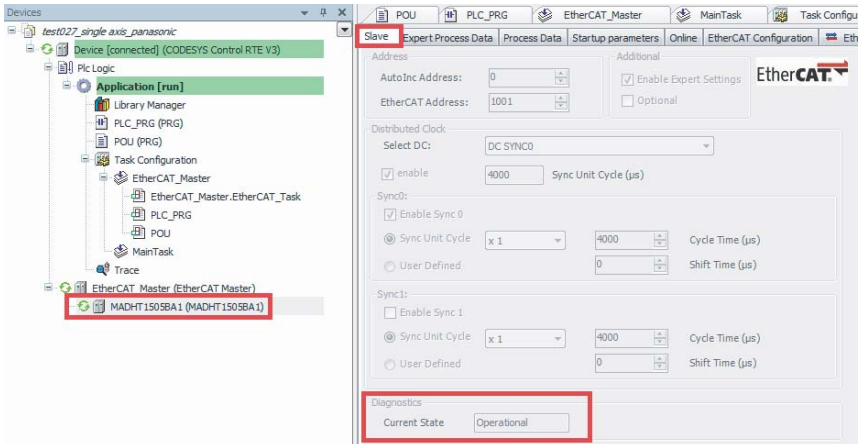 Devices
test027_single axis_panasonic
Device [connected] (CODESYS Control RTE V3)
Plc Logic
Application [run]
Library Manager
PLC_PRG (PRG)
POU (PRG)
Task Configuration
EtherCAT_Master
EtherCAT_Master.EtherCAT_Task
PLC_PRG
POU
MainTask
Trace
EtherCAT_Master (EtherCAT Master)
MADHT1505BA1 (MADHT1505BA1)
POU PLC_PRG EtherCAT_Master MainTask Task Configu
Slave Expert Process Data Process Data Startup parameters Online EtherCAT Configuration Eth
Address Additional
AutoInc Address: 0 Enable Expert Settings EtherCAT.
EtherCAT Address: 1001 Optional
Distributed Clock
Select DC: DC SYNC0
enable 4000 Sync Unit Cycle (µs)
Sync0:
Enable Sync 0
Sync Unit Cycle x 1 4000 Cycle Time (µs)
User Defined 0 Shift Time (µs)
Sync1:
Enable Sync 1
Sync Unit Cycle x 1 4000 Cycle Time (µs)
User Defined 0 Shift Time (µs)
Diagnostics
Current State Operational